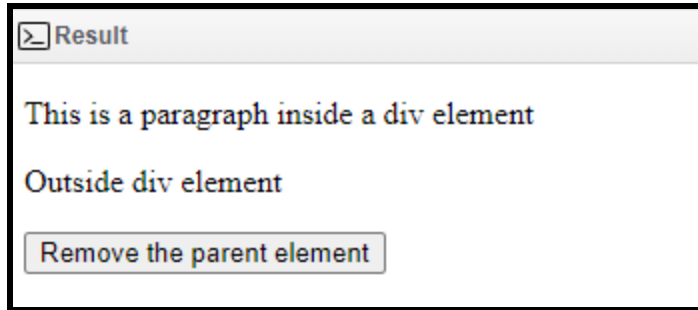 Result
This is a paragraph inside a div element
Outside div element
Remove the parent element